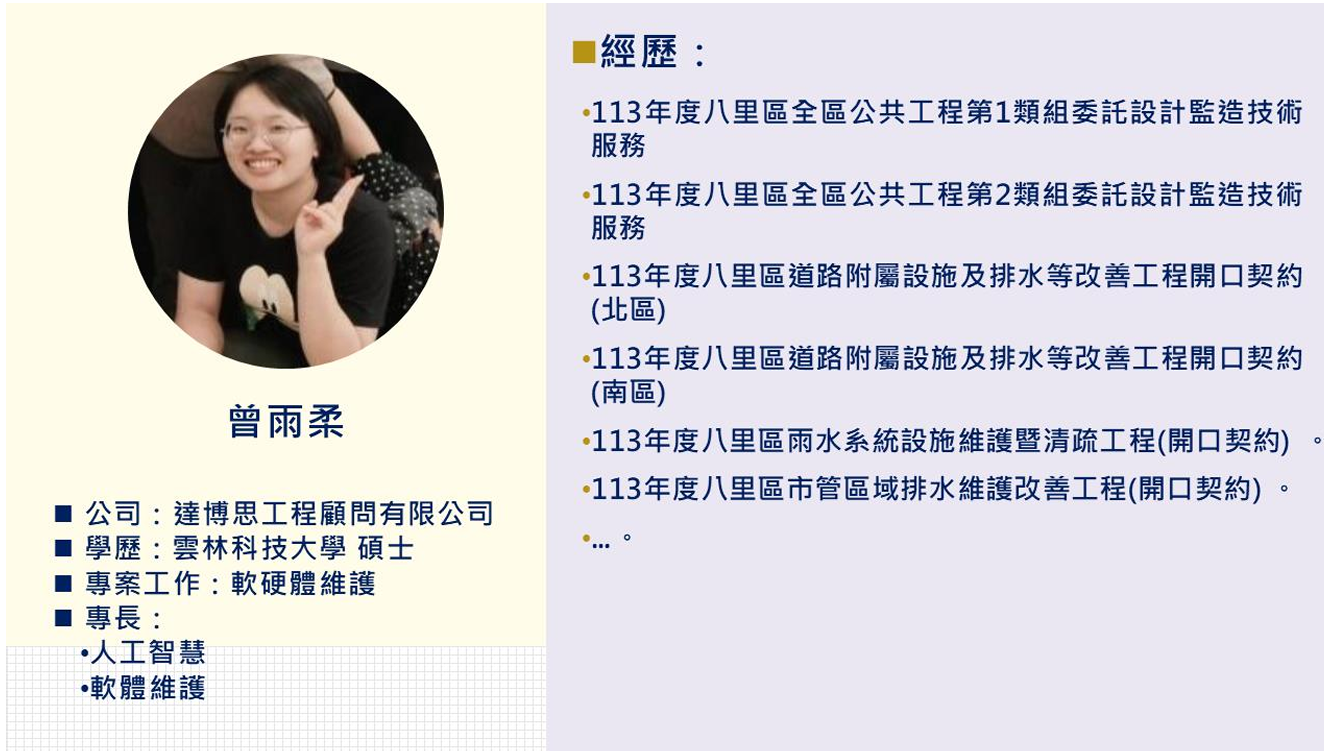 曾雨柔
■ 公司：達博思工程顧問有限公司
■ 學歷：雲林科技大學 碩士
■ 專案工作：軟硬體維護
■ 專長：
•人工智慧
•軟體維護
■經歷：
•113年度八里區全區公共工程第1類組委託設計監造技術
服務
•113年度八里區全區公共工程第2類組委託設計監造技術
服務
•113年度八里區道路附屬設施及排水等改善工程開口契約
(北區)
•113年度八里區道路附屬設施及排水等改善工程開口契約
(南區)
•113年度八里區雨水系統設施維護暨清疏工程(開口契約) 。
•113年度八里區市管區域排水維護改善工程(開口契約) 。
•... 。